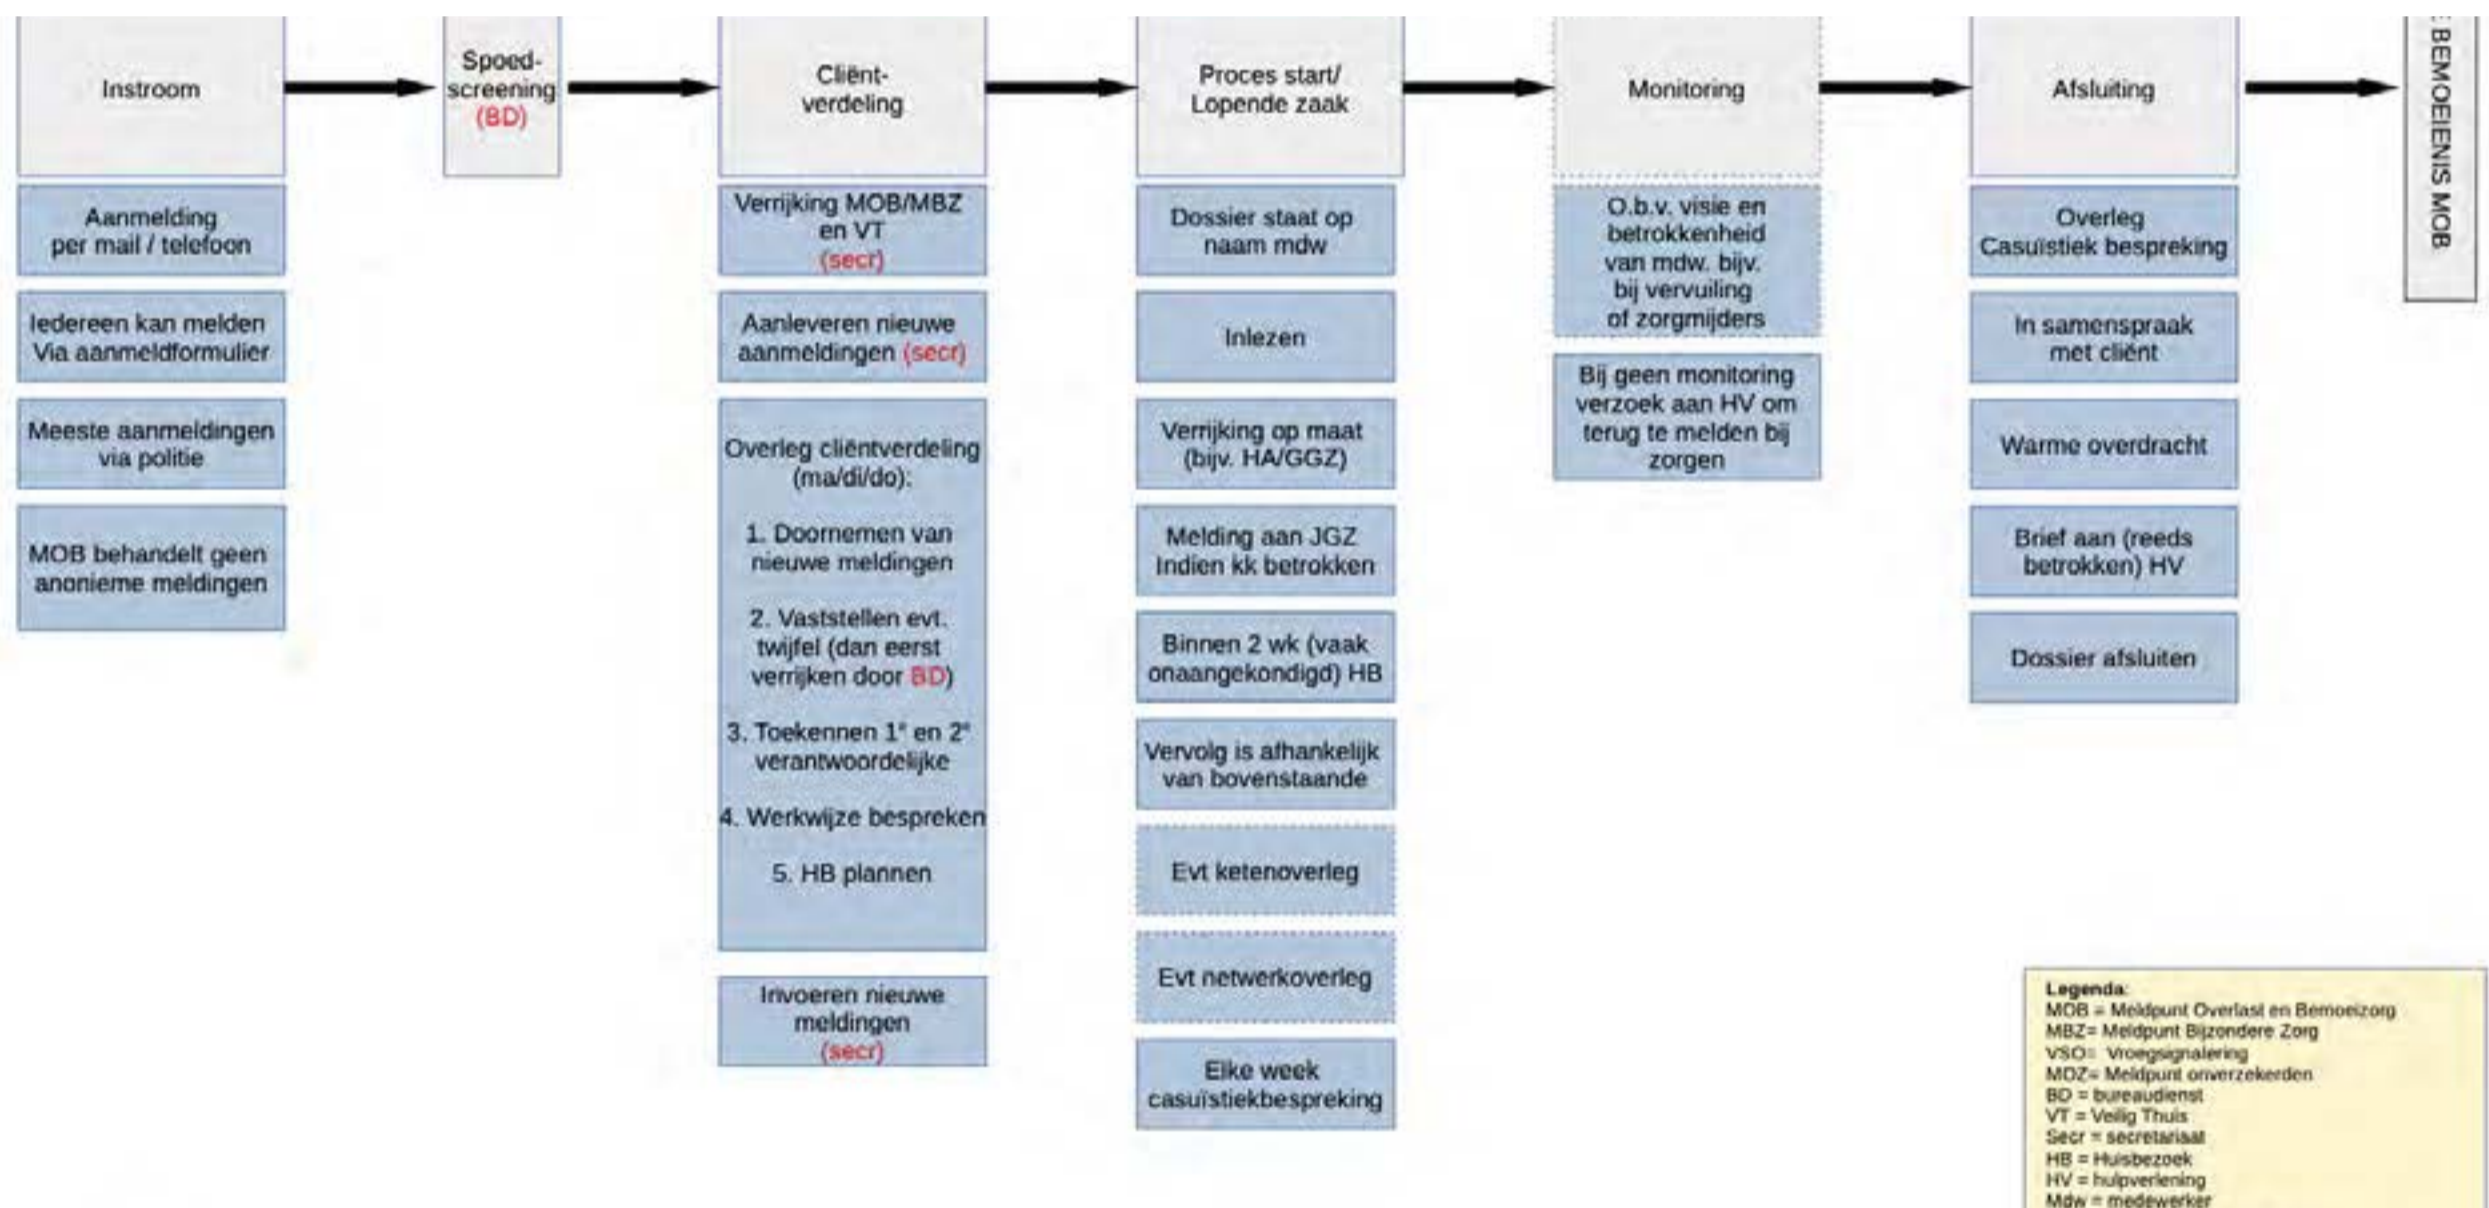 Instroom
Aanmelding
per mail / telefoon
Iedereen kan melden
Via aanmeldformulier
Meeste aanmeldingen
via politie
MOB behandelt geen
anonieme meldingen
Spoed-
screening
(BD)
Cliënt-
verdeling
Verrijking MOB/MBZ
en VT
(secr)
Aanleveren nieuwe
aanmeldingen (secr)
Overleg cliëntverdeling
(ma/di/do):
1. Doornemen van
nieuwe meldingen
2. Vaststellen evt.
twijfel (dan eerst
verrijken door BD)
3. Toekennen 1ᵉ en 2ᵉ
verantwoordelijke
4. Werkwijze bespreken
5. HB plannen
Invoeren nieuwe
meldingen
(secr)
Proces start/
Lopende zaak
Dossier staat op
naam mdw
Inlezen
Verrijking op maat
(bijv. HA/GGZ)
Melding aan JGZ
Indien kk betrokken
Binnen 2 wk (vaak
onaangekondigd) HB
Vervolg is afhankelijk
van bovenstaande
Evt ketenoverleg
Evt netwerkoverleg
Elke week
casuïstiekbespreking
Monitoring
O.b.v. visie en
betrokkenheid
van mdw. bijv.
bij vervuiling
of zorgmijders
Bij geen monitoring
verzoek aan HV om
terug te melden bij
zorgen
Afsluiting
Overleg
Casuïstiek bespreking
In samenspraak
met cliënt
Warme overdracht
Brief aan (reeds
betrokken) HV
Dossier afsluiten
BEMOEIENIS MOB
Legenda:
MOB = Meldpunt Overlast en Bemoeizorg
MBZ= Meldpunt Bijzondere Zorg
VSO= Vroegsignalering
MOZ= Meldpunt onverzekerden
BD = bureaudienst
VT = Veilig Thuis
Secr = secretariaat
HB = Huisbezoek
HV = hulpverlening
Mdw = medewerker